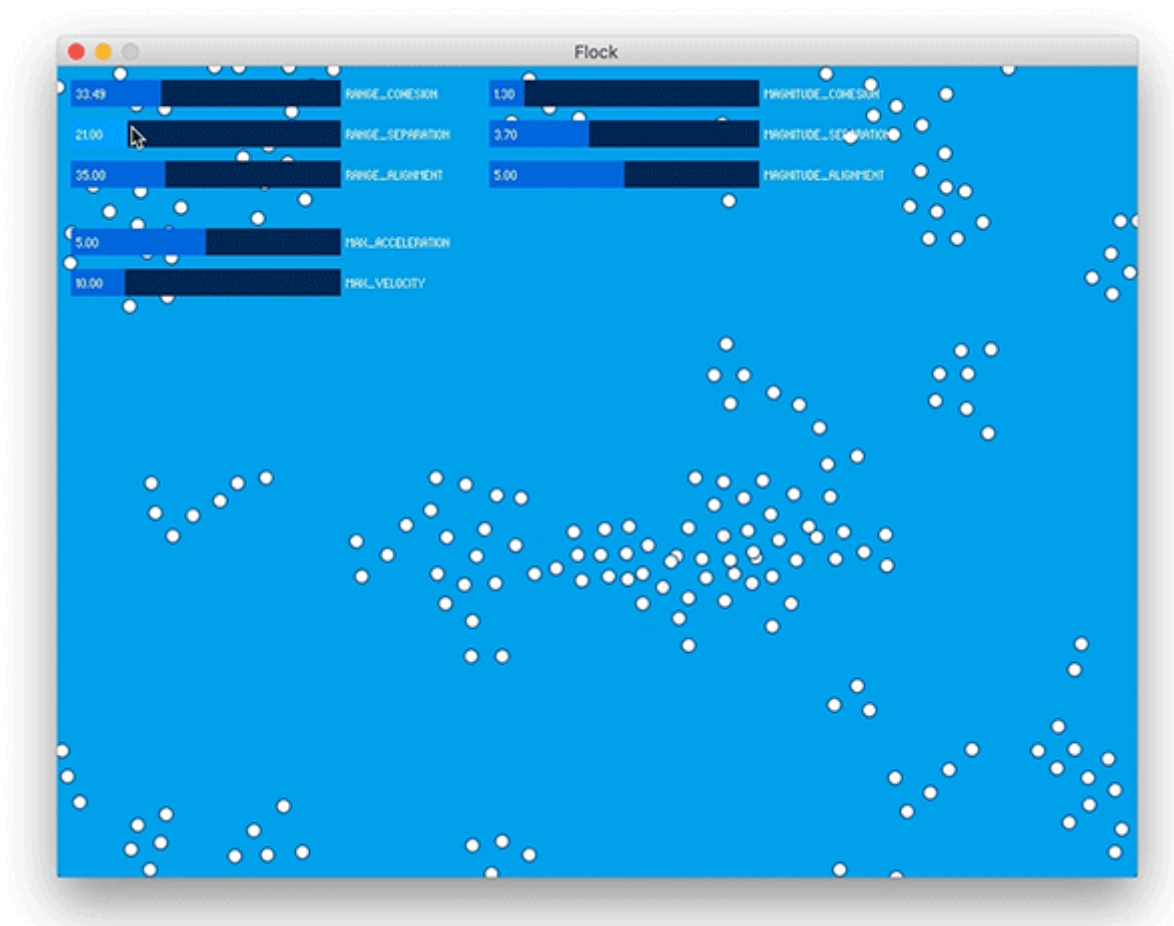 Flock
33.49 RANGE_COHESION 1.30 MAGNITUDE_COHESION
21.00 RANGE_SEPARATION 3.70 MAGNITUDE_SEPARATION
35.00 RANGE_ALIGNMENT 5.00 MAGNITUDE_ALIGNMENT
5.00 MAX_ACCELERATION
10.00 MAX_VELOCITY